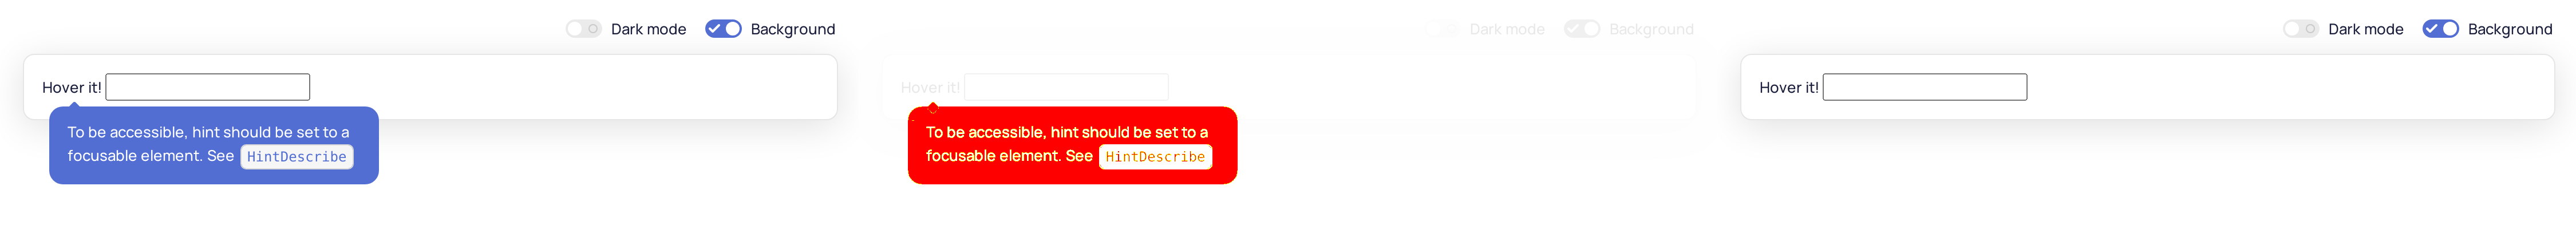 Dark mode Background
Hover it!
To be accessible, hint should be set to a
focusable element. See HintDescribe
Dark mode Background
Hover it!
To be accessible, hint should be set to a
focusable element. See HintDescribe
Dark mode Background
Hover it!